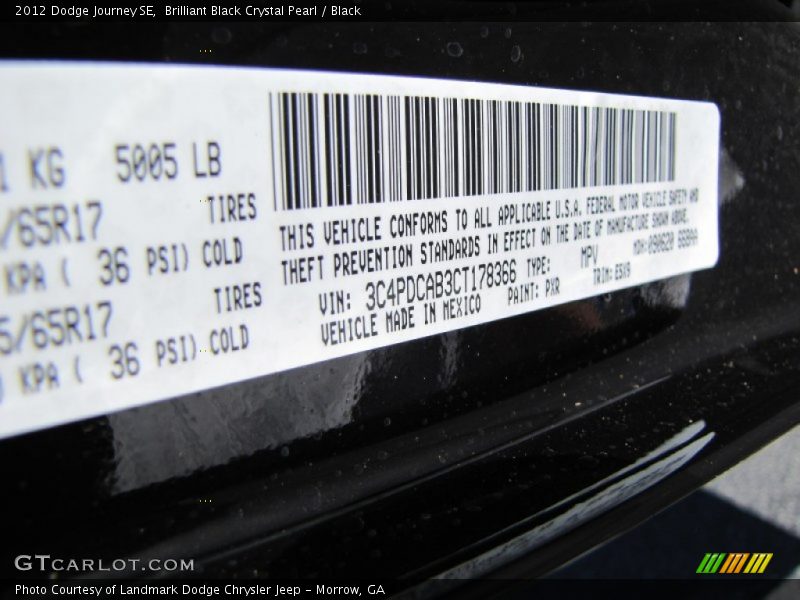 2012 Dodge Journey SE,  Brilliant Black Crystal Pearl / Black
KG 5005 LB
/65R17 TIRES
KPA ( 36 PSI) COLD
5/65R17 TIRES
KPA ( 36 PSI) COLD
THIS VEHICLE CONFORMS TO ALL APPLICABLE U.S.A. FEDERAL MOTOR VEHICLE SAFETY AND
THEFT PREVENTION STANDARDS IN EFFECT ON THE DATE OF MANUFACTURE SHOWN ABOVE.
VIN: 3C4PDCAB3CT178366 TYPE: MPV
VEHICLE MADE IN MEXICO PAINT: PXR
GTCARLOT.COM
Photo Courtesy of Landmark Dodge Chrysler Jeep - Morrow, GA